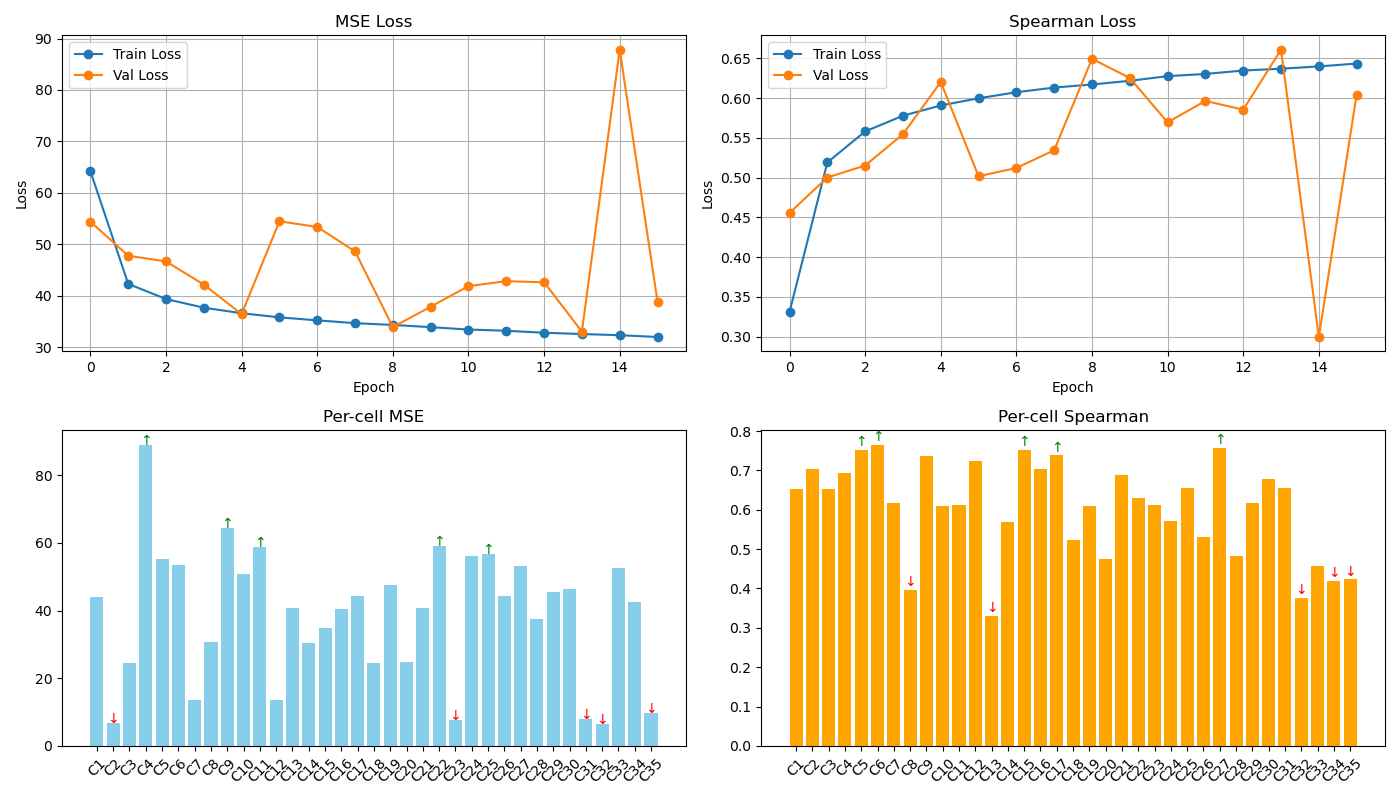 MSE Loss
90
80
70
60
50
40
30
Loss
Train Loss
Val Loss
0 2 4 6 8 10 12 14
Epoch
Spearman Loss
0.65
0.60
0.55
0.50
0.45
0.40
0.35
0.30
Loss
Train Loss
Val Loss
0 2 4 6 8 10 12 14
Epoch
Per-cell MSE
80
60
40
20
0
↑ ↑ ↑ ↑ ↑
↓ ↓ ↓ ↓ ↓
C1 C2 C3 C4 C5 C6 C7 C8 C9 C10 C11 C12 C13 C14 C15 C16 C17 C18 C19 C20 C21 C22 C23 C24 C25 C26 C27 C28 C29 C30 C31 C32 C33 C34 C35
Per-cell Spearman
0.8
0.7
0.6
0.5
0.4
0.3
0.2
0.1
0.0
↑ ↑ ↑ ↑ ↑
↓ ↓ ↓ ↓ ↓
C1 C2 C3 C4 C5 C6 C7 C8 C9 C10 C11 C12 C13 C14 C15 C16 C17 C18 C19 C20 C21 C22 C23 C24 C25 C26 C27 C28 C29 C30 C31 C32 C33 C34 C35